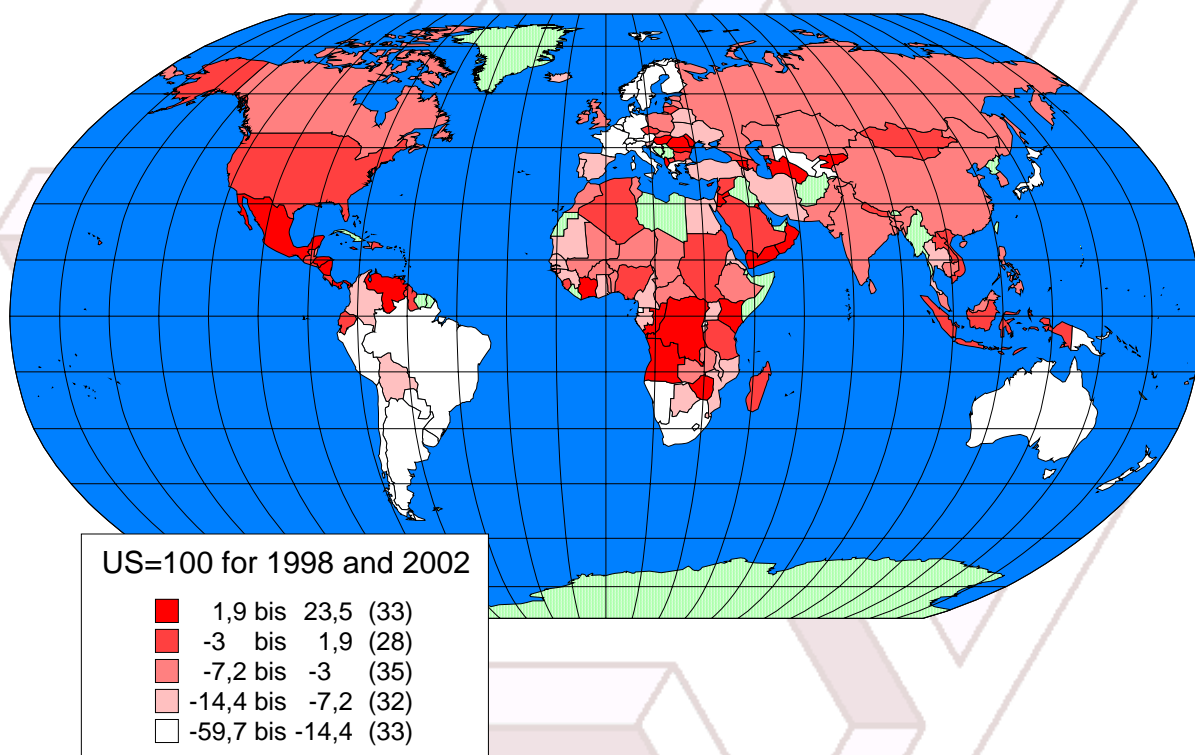 US=100 for 1998 and 2002
1,9 bis 23,5 (33)
-3 bis 1,9 (28)
-7,2 bis -3 (35)
-14,4 bis -7,2 (32)
-59,7 bis -14,4 (33)